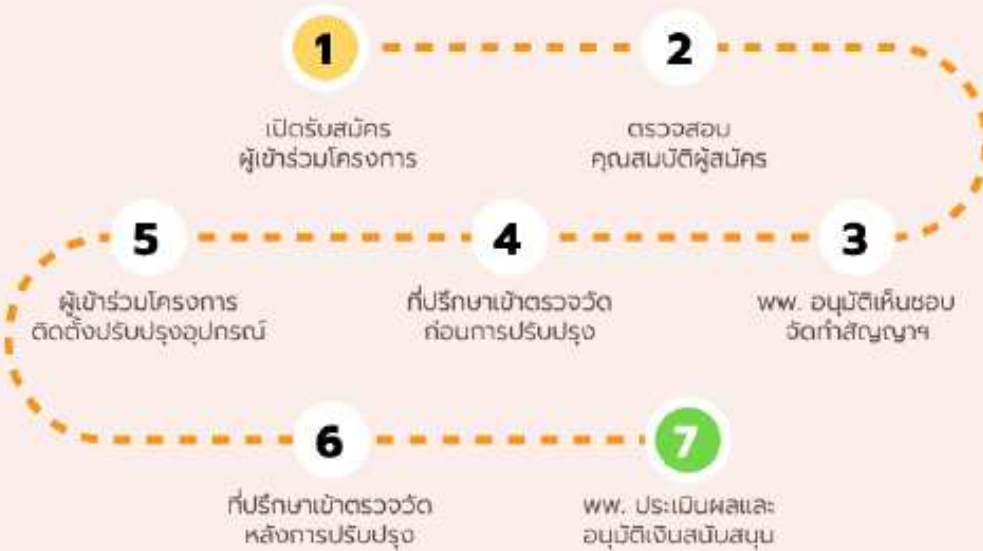 1
เปิดรับสมัคร
ผู้เข้าร่วมโครงการ
2
ตรวจสอบ
คุณสมบัติผู้สมัคร
3
พพ. อนุมัติเห็นชอบ
จัดทำสัญญาฯ
4
ที่ปรึกษาเข้าตรวจวัด
ก่อนการปรับปรุง
5
ผู้เข้าร่วมโครงการ
ติดตั้งปรับปรุงอุปกรณ์
6
ที่ปรึกษาเข้าตรวจวัด
หลังการปรับปรุง
7
พพ. ประเมินผลและ
อนุมัติเงินสนับสนุน